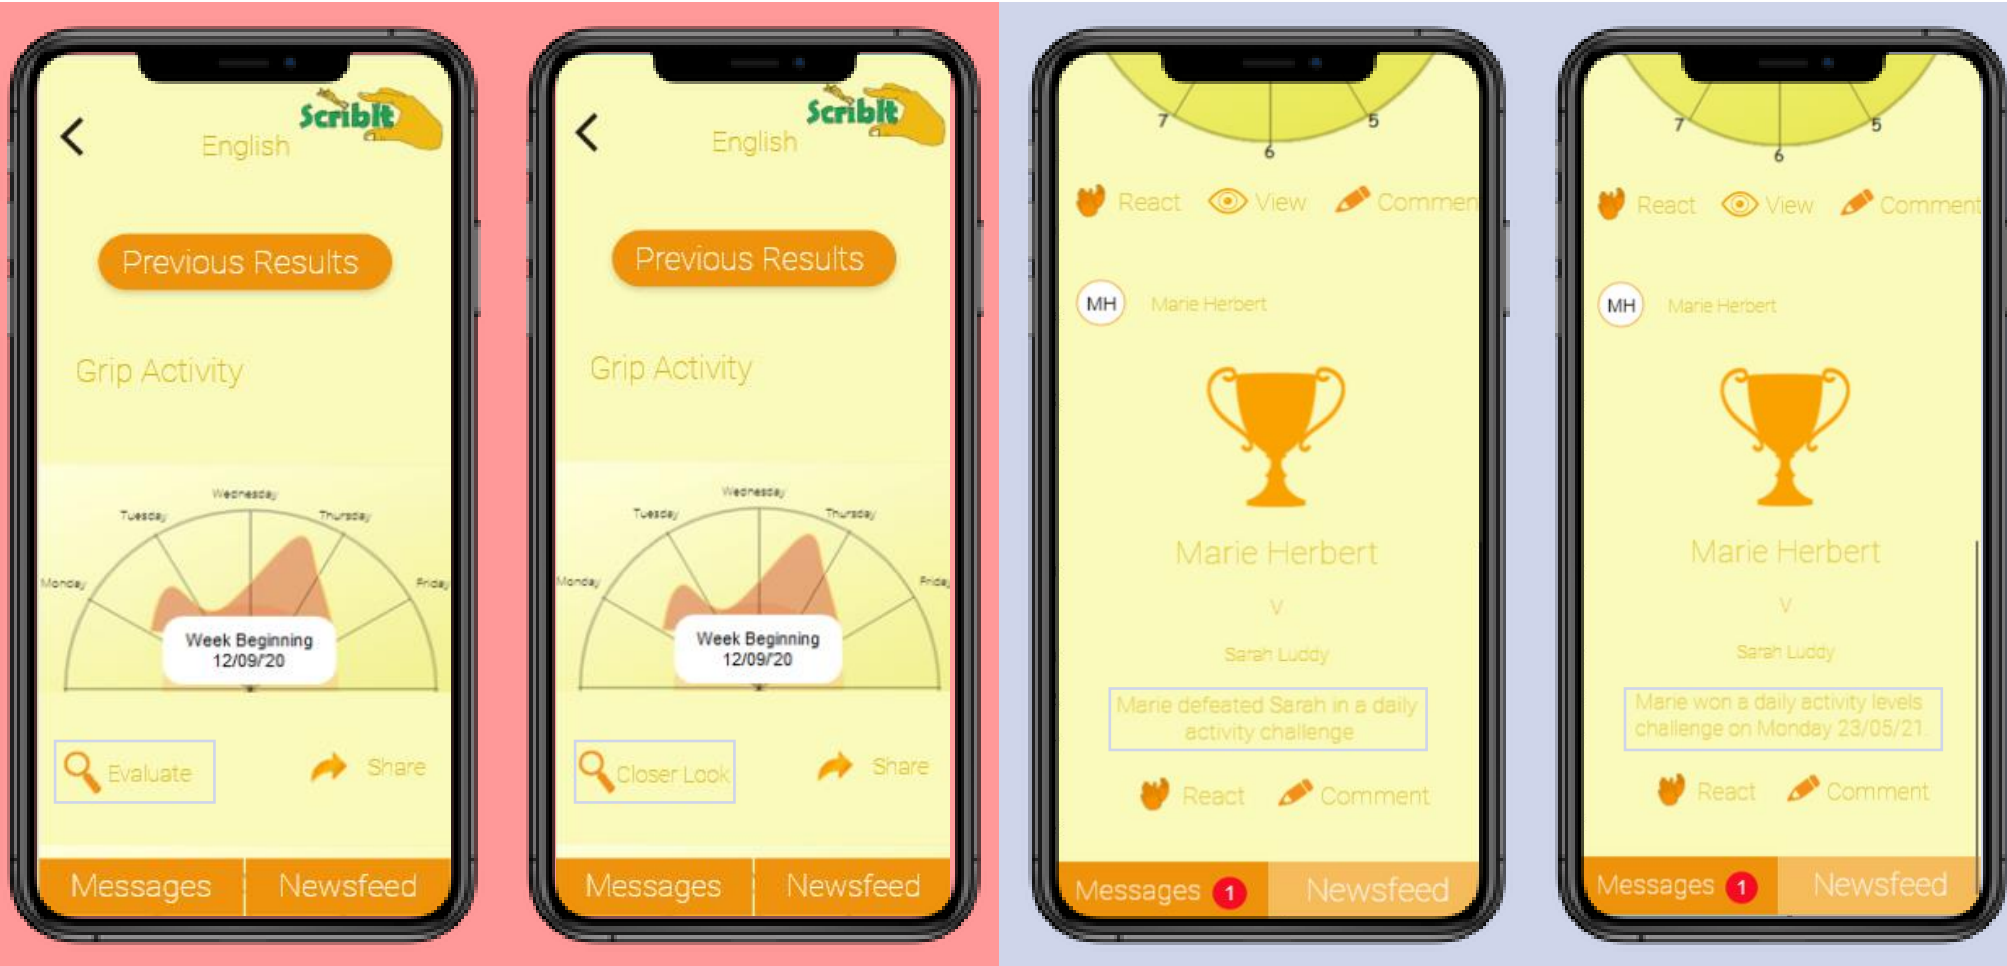 ScribIt
English
Previous Results
Grip Activity
Wednesday
Tuesday
Thursday
Monday
Friday
Week Beginning
12/09/'20
Evaluate
Share
Messages
Newsfeed
ScribIt
English
Previous Results
Grip Activity
Wednesday
Tuesday
Thursday
Monday
Friday
Week Beginning
12/09/'20
Closer Look
Share
Messages
Newsfeed
7
5
6
React
View
Commen
MH
Marie Herbert
Marie Herbert
V
Sarah Luddy
Marie defeated Sarah in a daily
activity challenge
React
Comment
Messages 1
Newsfeed
7
5
6
React
View
Comment
MH
Marie Herbert
Marie Herbert
V
Sarah Luddy
Marie won a daily activity levels
challenge on Monday 23/05/21.
React
Comment
Messages 1
Newsfeed